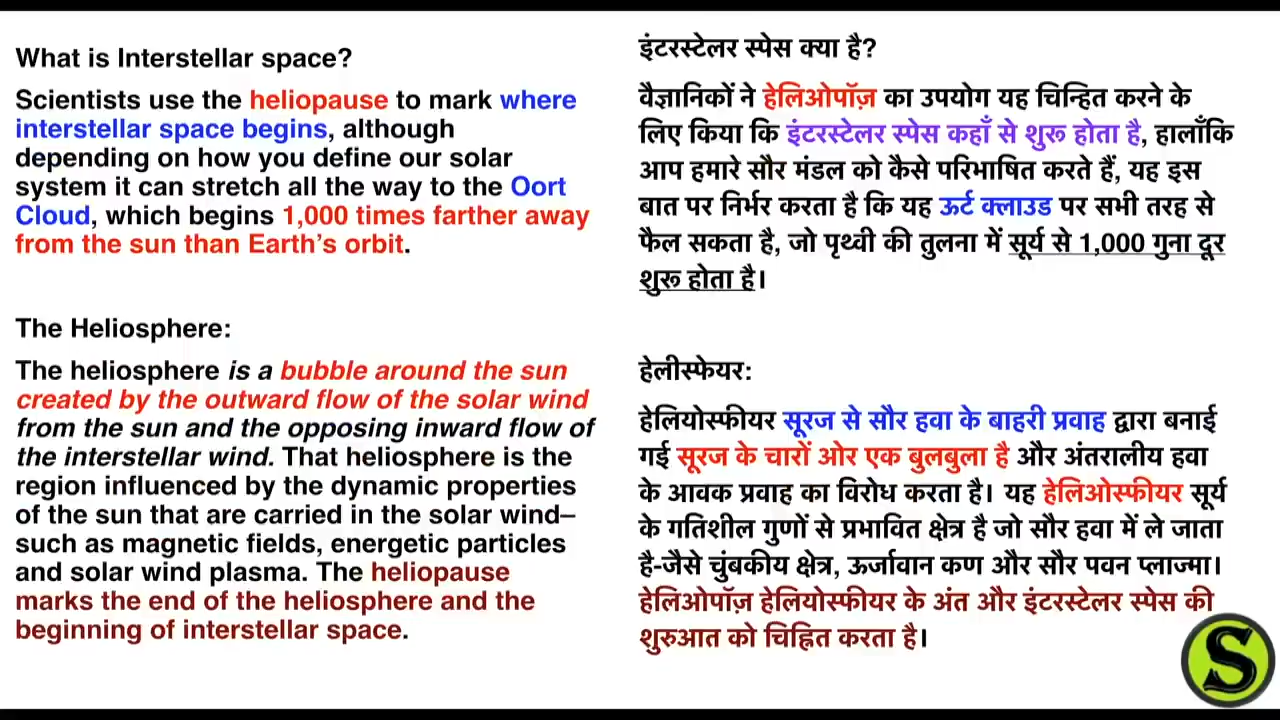 What is Interstellar space?
Scientists use the heliopause to mark where
interstellar space begins, although
depending on how you define our solar
system it can stretch all the way to the Oort
Cloud, which begins 1,000 times farther away
from the sun than Earth's orbit.
The Heliosphere:
The heliosphere is a bubble around the sun
created by the outward flow of the solar wind
from the sun and the opposing inward flow of
the interstellar wind. That heliosphere is the
region influenced by the dynamic properties
of the sun that are carried in the solar wind–
such as magnetic fields, energetic particles
and solar wind plasma. The heliopause
marks the end of the heliosphere and the
beginning of interstellar space.
इंटरस्टेलर स्पेस क्या है?
वैज्ञानिकों ने हेलिओपॉज़ का उपयोग यह चिन्हित करने के
लिए किया कि इंटरस्टेलर स्पेस कहाँ से शुरू होता है, हालाँकि
आप हमारे सौर मंडल को कैसे परिभाषित करते हैं, यह इस
बात पर निर्भर करता है कि यह ऊर्ट क्लाउड पर सभी तरह से
फैल सकता है, जो पृथ्वी की तुलना में सूर्य से 1,000 गुना दूर
शुरू होता है।
हेलीस्फेयर:
हेलियोस्फीयर सूरज से सौर हवा के बाहरी प्रवाह द्वारा बनाई
गई सूरज के चारों ओर एक बुलबुला है और अंतरालीय हवा
के आवक प्रवाह का विरोध करता है। यह हेलिओस्फीयर सूर्य
के गतिशील गुणों से प्रभावित क्षेत्र है जो सौर हवा में ले जाता
है-जैसे चुंबकीय क्षेत्र, ऊर्जावान कण और सौर पवन प्लाज्मा।
हेलिओपॉज़ हेलियोस्फीयर के अंत और इंटरस्टेलर स्पेस की
शुरुआत को चिह्नित करता है।
S